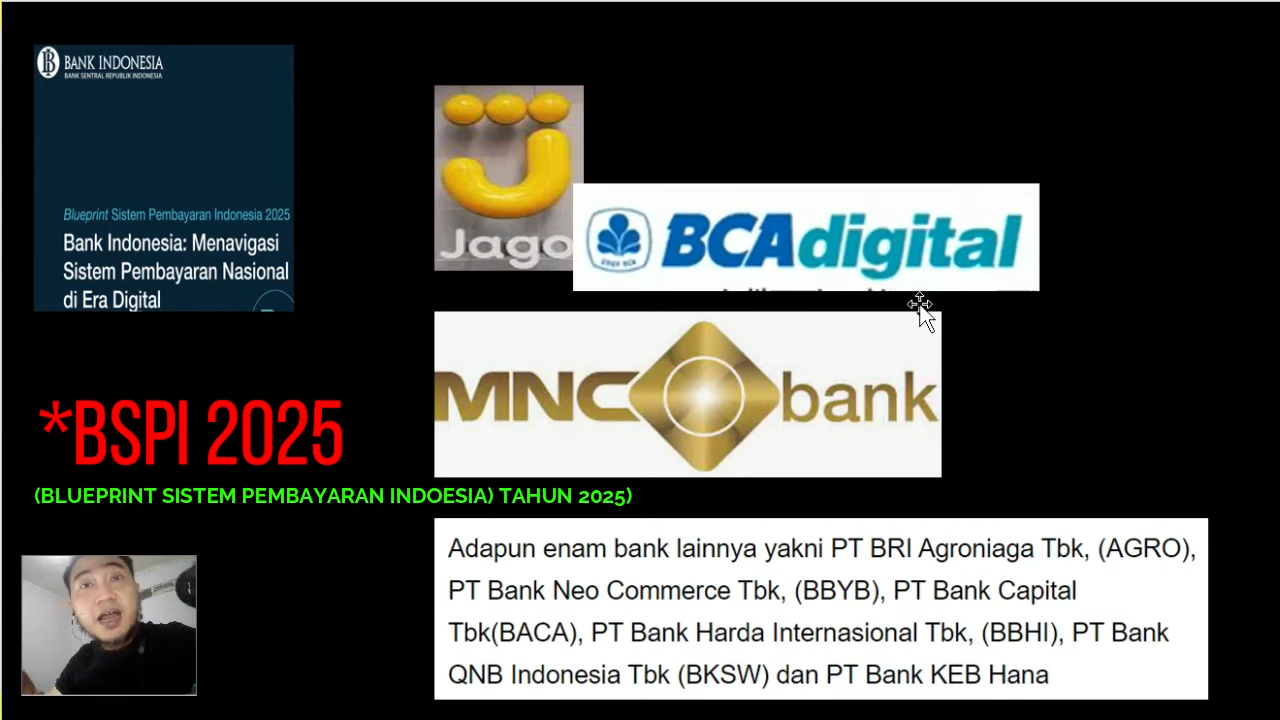 BANK INDONESIA
BANK SENTRAL REPUBLIK INDONESIA
Blueprint Sistem Pembayaran Indonesia 2025
Bank Indonesia: Menavigasi
Sistem Pembayaran Nasional
di Era Digital
Jago
BCAdigital
MNC bank
*BSPI 2025
(BLUEPRINT SISTEM PEMBAYARAN INDOESIA) TAHUN 2025)
Adapun enam bank lainnya yakni PT BRI Agroniaga Tbk, (AGRO),
PT Bank Neo Commerce Tbk, (BBYB), PT Bank Capital
Tbk(BACA), PT Bank Harda Internasional Tbk, (BBHI), PT Bank
QNB Indonesia Tbk (BKSW) dan PT Bank KEB Hana